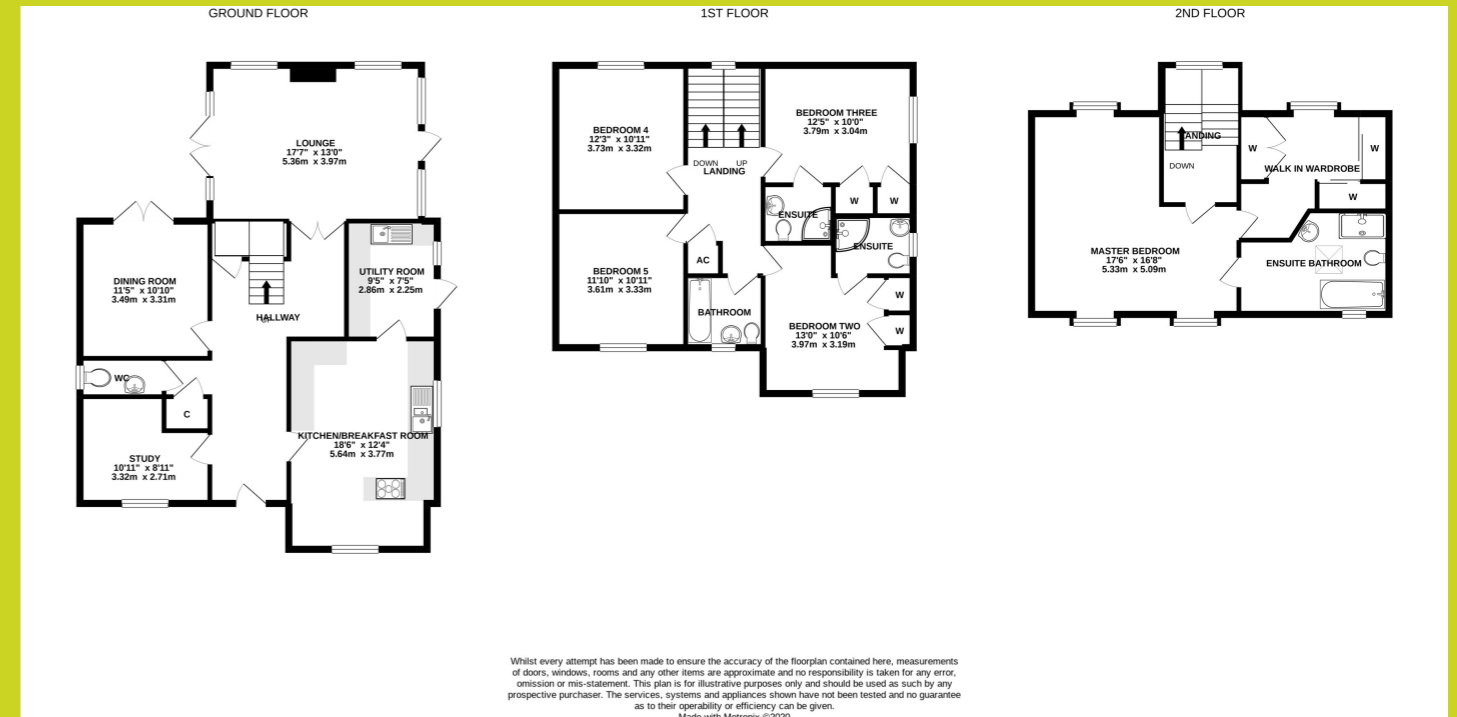 GROUND FLOOR
LOUNGE
17'7" x 13'0"
5.36m x 3.97m
DINING ROOM
11'5" x 10'10"
3.49m x 3.31m
UTILITY ROOM
9'5" x 7'5"
2.86m x 2.25m
HALLWAY
WC
C
KITCHEN/BREAKFAST ROOM
18'6" x 12'4"
5.64m x 3.77m
STUDY
10'11" x 8'11"
3.32m x 2.71m
1ST FLOOR
BEDROOM 4
12'3" x 10'11"
3.73m x 3.32m
BEDROOM THREE
12'5" x 10'0"
3.79m x 3.04m
DOWN UP
LANDING
W
W
ENSUITE
ENSUITE
AC
BEDROOM 5
11'10" x 10'11"
3.61m x 3.33m
BATHROOM
W
W
BEDROOM TWO
13'0" x 10'6"
3.97m x 3.19m
2ND FLOOR
LANDING
DOWN
W
W
WALK IN WARDROBE
W
MASTER BEDROOM
17'6" x 16'8"
5.33m x 5.09m
ENSUITE BATHROOM
Whilst every attempt has been made to ensure the accuracy of the floorplan contained here, measurements
of doors, windows, rooms and any other items are approximate and no responsibility is taken for any error,
omission or mis-statement. This plan is for illustrative purposes only and should be used as such by any
prospective purchaser. The services, systems and appliances shown have not been tested and no guarantee
as to their operability or efficiency can be given.
Made with Metropix ©2020